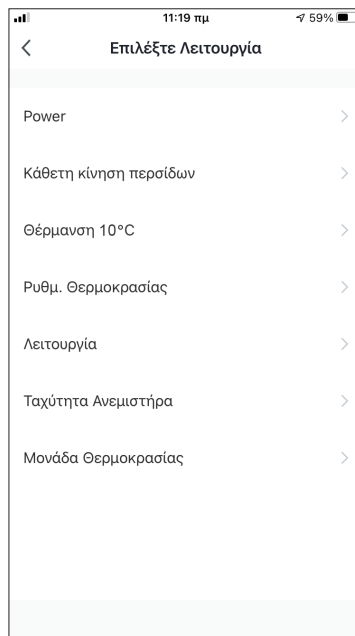 11:19 πμ 59%
Επιλέξτε Λειτουργία
Power
Κάθετη κίνηση περσίδων
Θέρμανση 10°C
Ρυθμ. Θερμοκρασίας
Λειτουργία
Ταχύτητα Ανεμιστήρα
Μονάδα Θερμοκρασίας